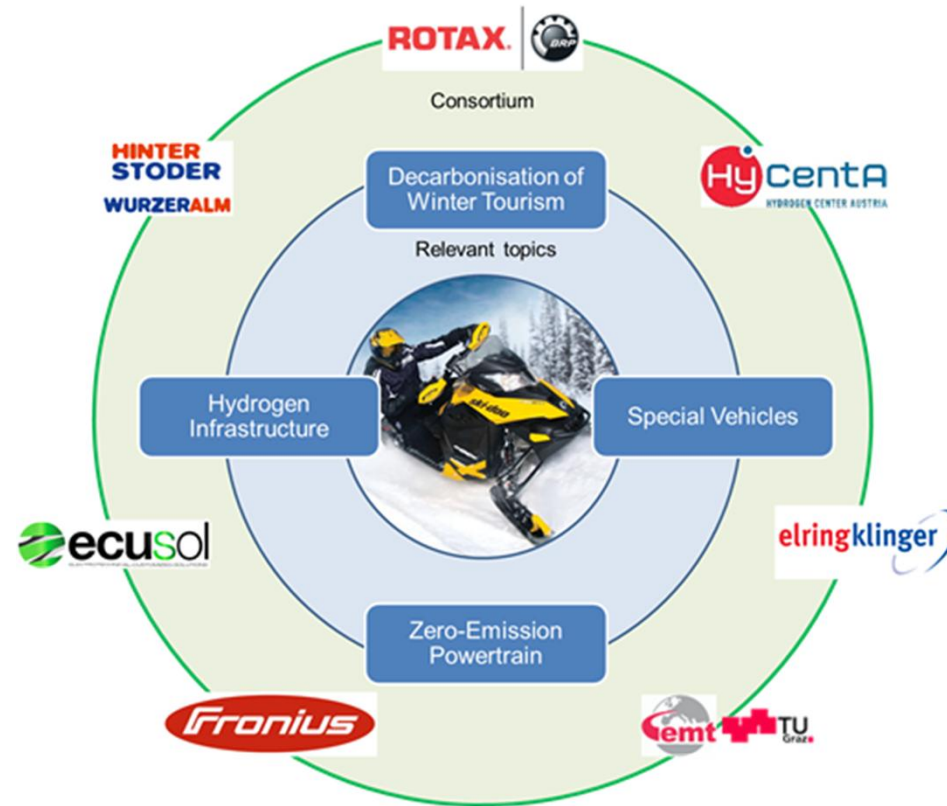 ROTAX.
BRP
Consortium
HINTER
STODER
WURZERALM
HyCentA
HYDROGEN CENTER AUSTRIA
Decarbonisation of
Winter Tourism
Relevant topics
Hydrogen
Infrastructure
ski-doo
Special Vehicles
ecusol
elringklinger
Zero-Emission
Powertrain
Fronius
emt
TU
Graz